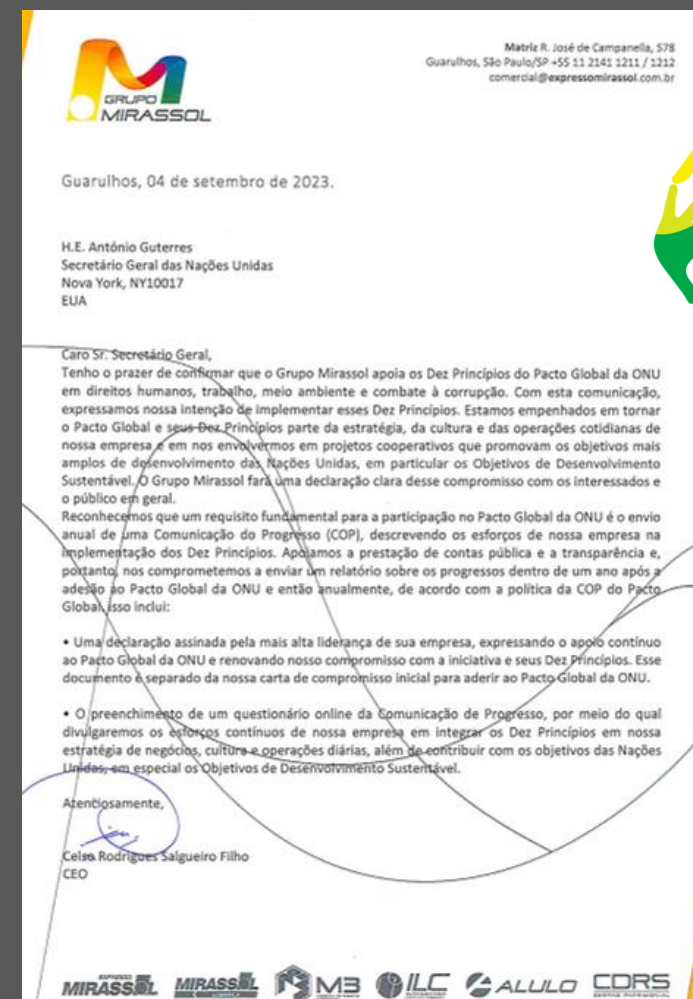 GRUPO
MIRASSOL
Matriz R. José de Campanella, 578
Guarulhos, São Paulo/SP +55 11 2141 1211 / 1212
comercial@expressomirassol.com.br
Guarulhos, 04 de setembro de 2023.
H.E. António Guterres
Secretário Geral das Nações Unidas
Nova York, NY10017
EUA
Caro Sr. Secretário Geral,
Tenho o prazer de confirmar que o Grupo Mirassol apoia os Dez Princípios do Pacto Global da ONU
em direitos humanos, trabalho, meio ambiente e combate à corrupção. Com esta comunicação,
expressamos nossa intenção de implementar esses Dez Princípios. Estamos empenhados em tornar
o Pacto Global e seus Dez Princípios parte da estratégia, da cultura e das operações cotidianas de
nossa empresa e em nos envolvermos em projetos cooperativos que promovam os objetivos mais
amplos de desenvolvimento das Nações Unidas, em particular os Objetivos de Desenvolvimento
Sustentável. O Grupo Mirassol fará uma declaração clara desse compromisso com os interessados e
o público em geral.
Reconhecemos que um requisito fundamental para a participação no Pacto Global da ONU é o envio
anual de uma Comunicação do Progresso (COP), descrevendo os esforços de nossa empresa na
implementação dos Dez Princípios. Apoiamos a prestação de contas pública e a transparência e,
portanto, nos comprometemos a enviar um relatório sobre os progressos dentro de um ano após a
adesão ao Pacto Global da ONU e então anualmente, de acordo com a política da COP do Pacto
Global. Isso inclui:
• Uma declaração assinada pela mais alta liderança de sua empresa, expressando o apoio contínuo
ao Pacto Global da ONU e renovando nosso compromisso com a iniciativa e seus Dez Princípios. Esse
documento é separado da nossa carta de compromisso inicial para aderir ao Pacto Global da ONU.
• O preenchimento de um questionário online da Comunicação de Progresso, por meio do qual
divulgaremos os esforços contínuos de nossa empresa em integrar os Dez Princípios em nossa
estratégia de negócios, cultura e operações diárias, além de contribuir com os objetivos das Nações
Unidas, em especial os Objetivos de Desenvolvimento Sustentável.
Atenciosamente,
Celso Rodrigues Salgueiro Filho
CEO
EXPRESSO
MIRASSOL MIRASSOL M3 ILC ALULO CDRS